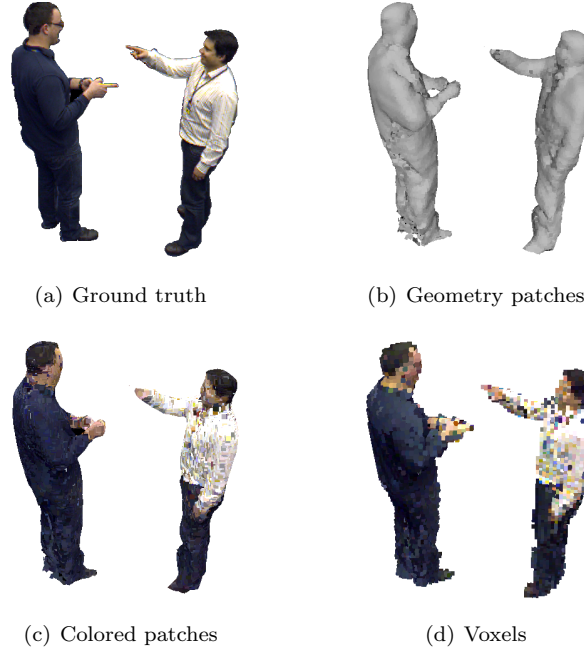 (a) Ground truth
(b) Geometry patches
(c) Colored patches
(d) Voxels